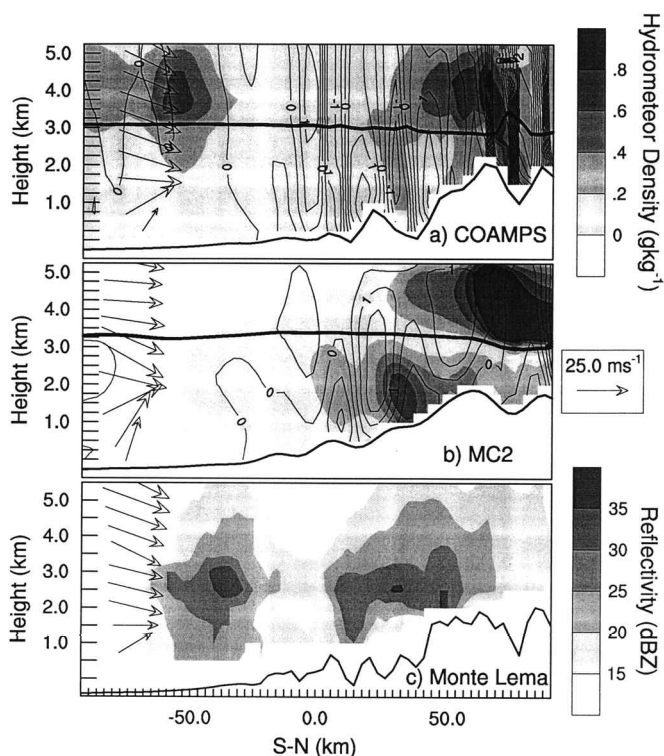 5.0
4.0
3.0
2.0
1.0
Height (km)
a) COAMPS
.8
.6
.4
.2
0
Hydrometeor Density (gkg-1)
5.0
4.0
3.0
2.0
1.0
Height (km)
b) MC2
25.0 ms-1
5.0
4.0
3.0
2.0
1.0
Height (km)
c) Monte Lema
35
30
25
20
15
Reflectivity (dBZ)
-50.0 0.0 50.0
S-N (km)